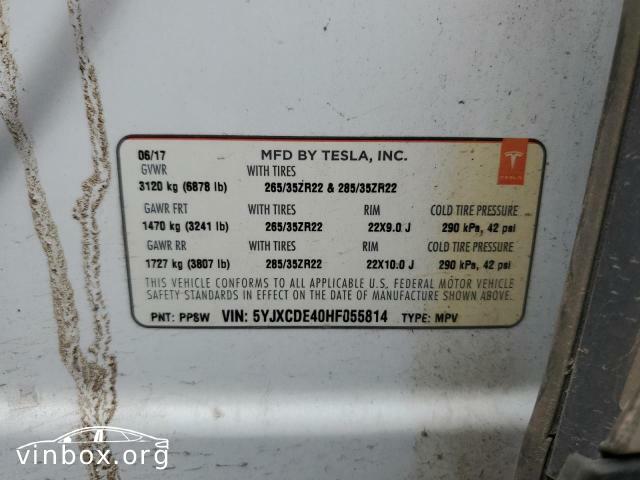 06/17 MFD BY TESLA, INC.
GVWR WITH TIRES
3120 kg (6878 lb) 265/35ZR22 & 285/35ZR22
GAWR FRT WITH TIRES RIM COLD TIRE PRESSURE
1470 kg (3241 lb) 265/35ZR22 22X9.0 J 290 kPa, 42 psi
GAWR RR WITH TIRES RIM COLD TIRE PRESSURE
1727 kg (3807 lb) 285/35ZR22 22X10.0 J 290 kPa, 42 psi
THIS VEHICLE CONFORMS TO ALL APPLICABLE U.S. FEDERAL MOTOR VEHICLE
SAFETY STANDARDS IN EFFECT ON THE DATE OF MANUFACTURE SHOWN ABOVE.
PNT: PPSW VIN: 5YJXCDE40HF055814 TYPE: MPV
TESLA
vinbox.org